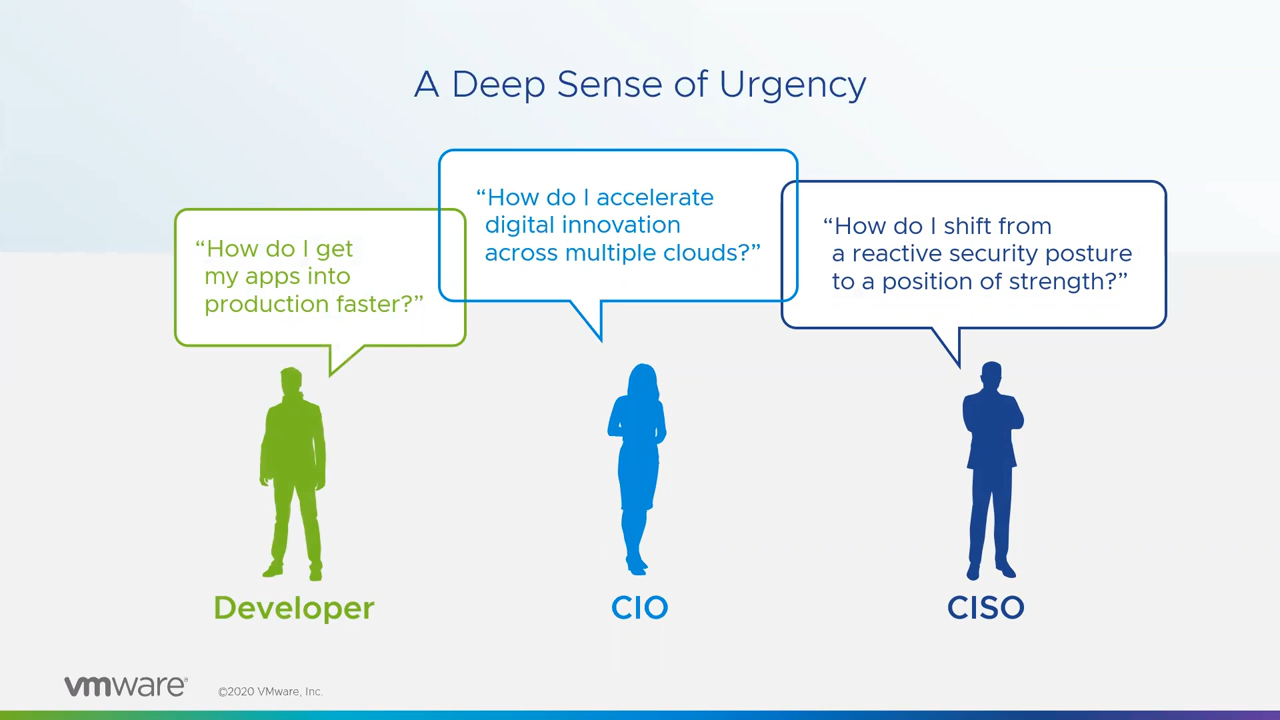 A Deep Sense of Urgency
“How do I get
my apps into
production faster?”
“How do I accelerate
digital innovation
across multiple clouds?”
“How do I shift from
a reactive security posture
to a position of strength?”
Developer
CIO
CISO
vmware®
©2020 VMware, Inc.